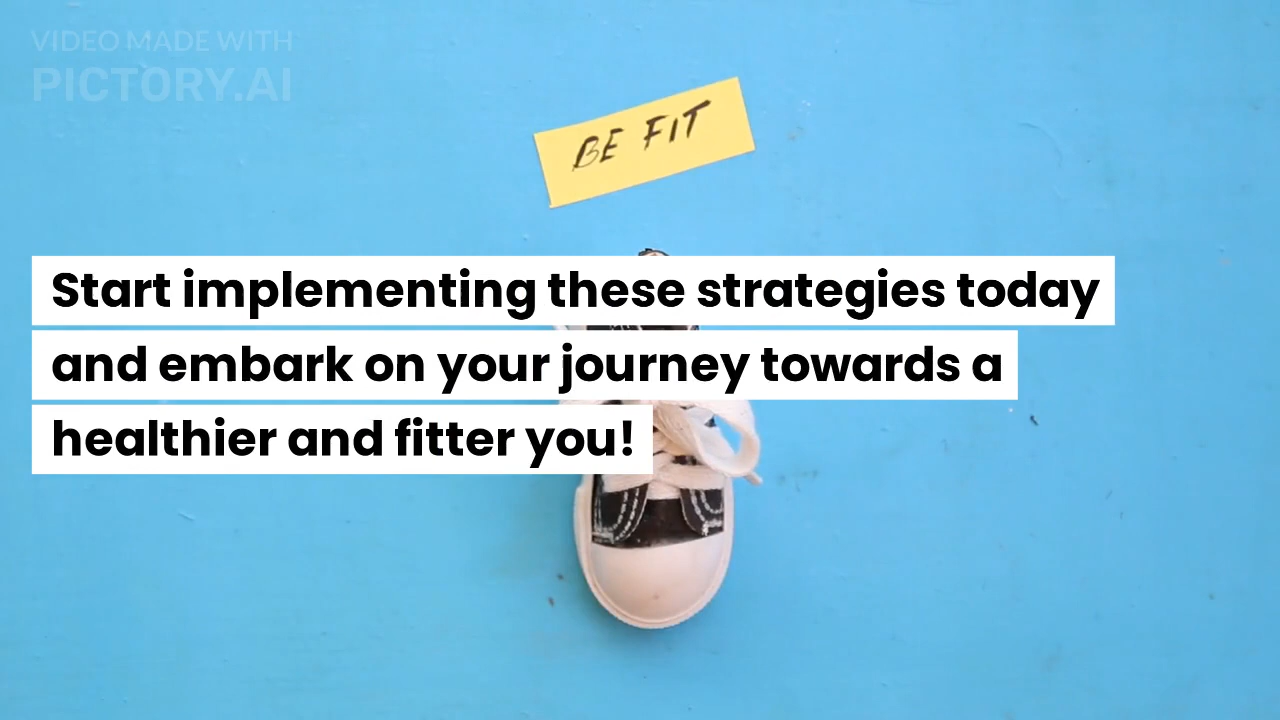 VIDEO MADE WITH
PICTORY.AI
BE FIT
Start implementing these strategies today
and embark on your journey towards a
healthier and fitter you!